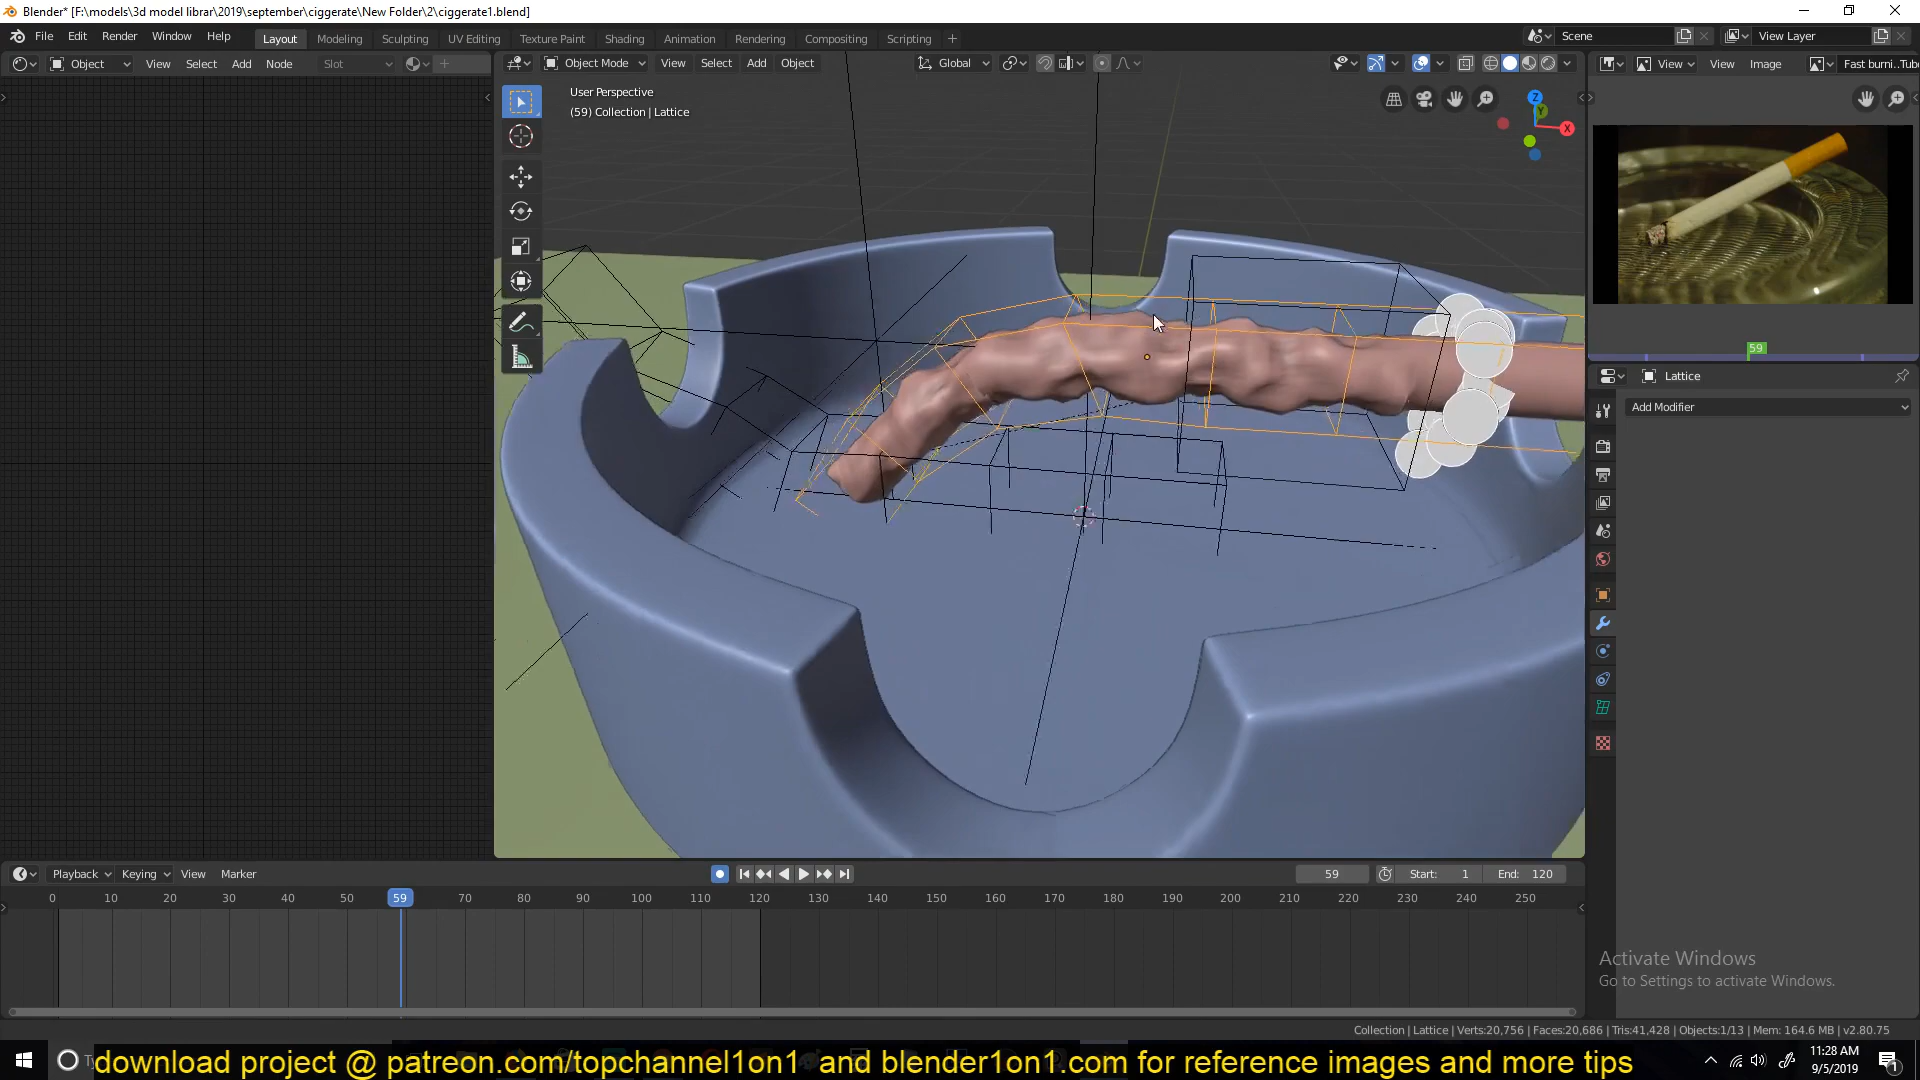 Blender* [F:\models\3d model librar\2019\september\ciggerate\New Folder\2\ciggerate1.blend]
File Edit Render Window Help Layout Modeling Sculpting UV Editing Texture Paint Shading Animation Rendering Compositing Scripting + Scene View Layer
Object View Select Add Node Slot Object Mode View Select Add Object Global View View Image Fast burni..Tube
User Perspective
(59) Collection | Lattice
Z
Y
X
59
Lattice
Add Modifier
Playback Keying View Marker 59 Start: 1 End: 120
0 10 20 30 40 50 59 70 80 90 100 110 120 130 140 150 160 170 180 190 200 210 220 230 240 250
Activate Windows
Go to Settings to activate Windows.
Collection | Lattice | Verts:20,756 | Faces:20,686 | Tris:41,428 | Objects:1/13 | Mem: 164.6 MB | v2.80.75
download project @ patreon.com/topchannel1on1 and blender1on1.com for reference images and more tips
11:28 AM
9/5/2019
1